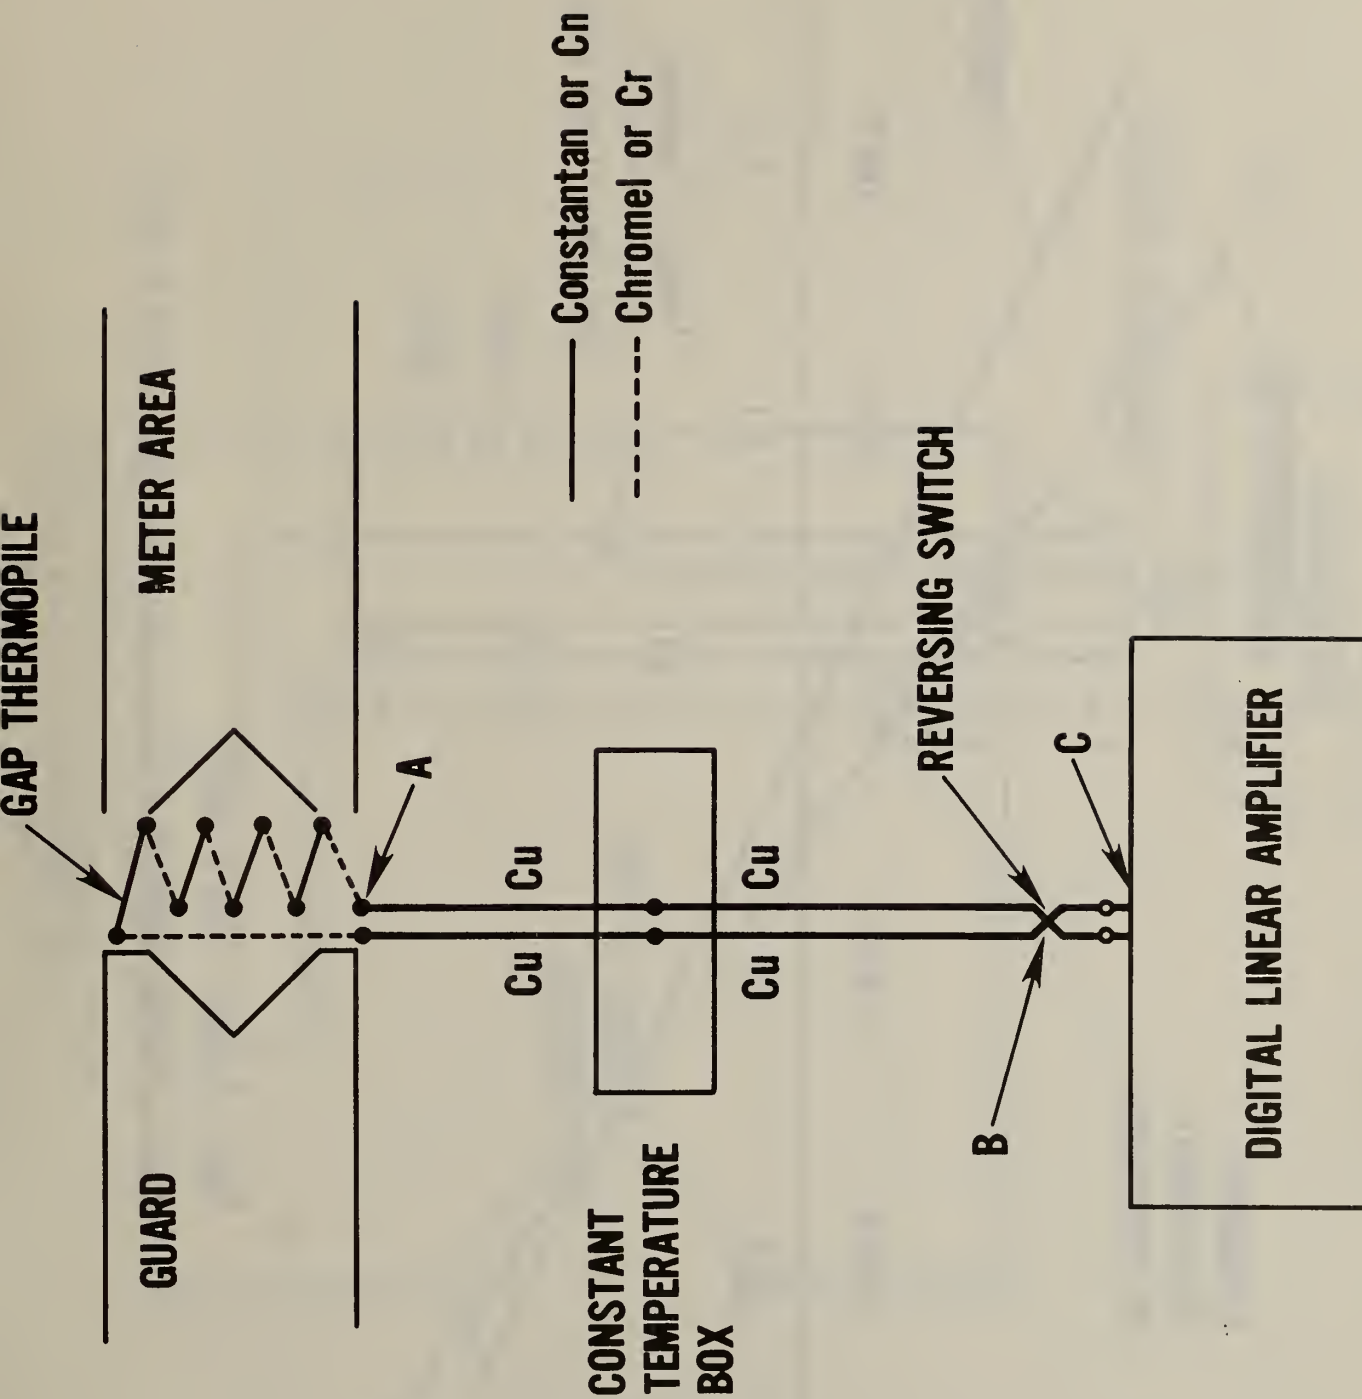 GAP THERMOPILE
METER AREA
GUARD
A
Constantan or Cn
Chromel or Cr
Cu
Cu
CONSTANT
TEMPERATURE
BOX
Cu
Cu
REVERSING SWITCH
B
C
DIGITAL LINEAR AMPLIFIER